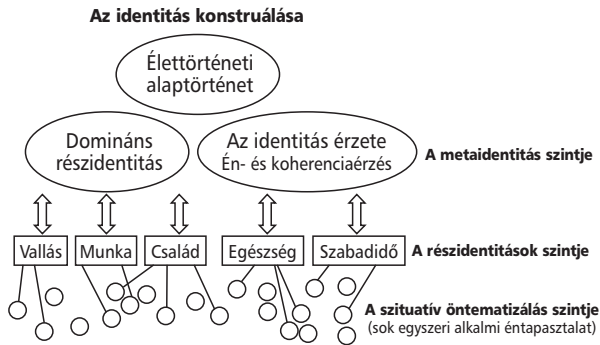 Az identitás konstruálása
Élettörténeti
alaptörténet
Domináns
részidentitás
Az identitás érzete
Én- és koherenciaérzés
A metaidentitás szintje
Vallás
Munka
Család
Egészség
Szabadidő
A részidentitások szintje
A szituatív öntematizálás szintje
(sok egyszeri alkalmi éntapasztalat)